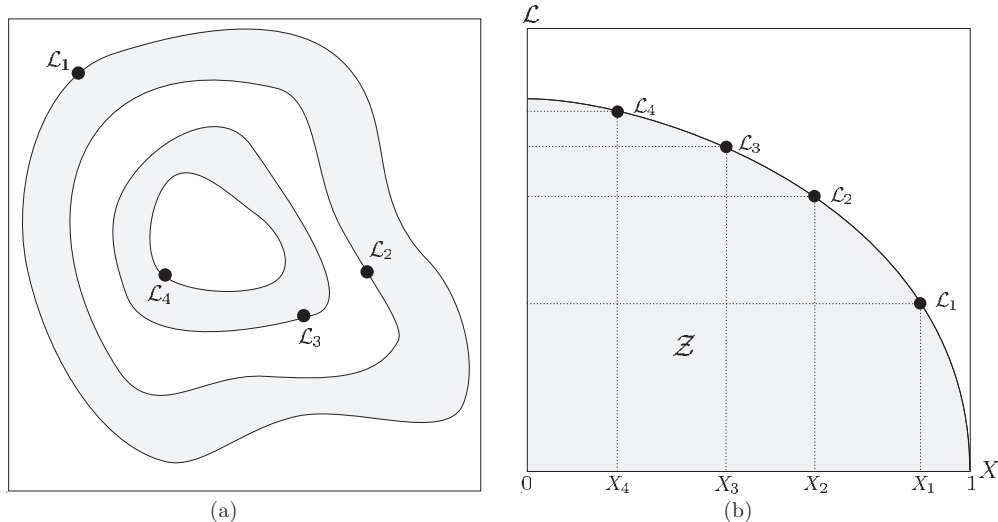 ℒ₁
ℒ₂
ℒ₄
ℒ₃
(a)
ℒ
ℒ₄
ℒ₃
ℒ₂
ℒ₁
𝒵
0 X₄ X₃ X₂ X₁ 1 X
(b)